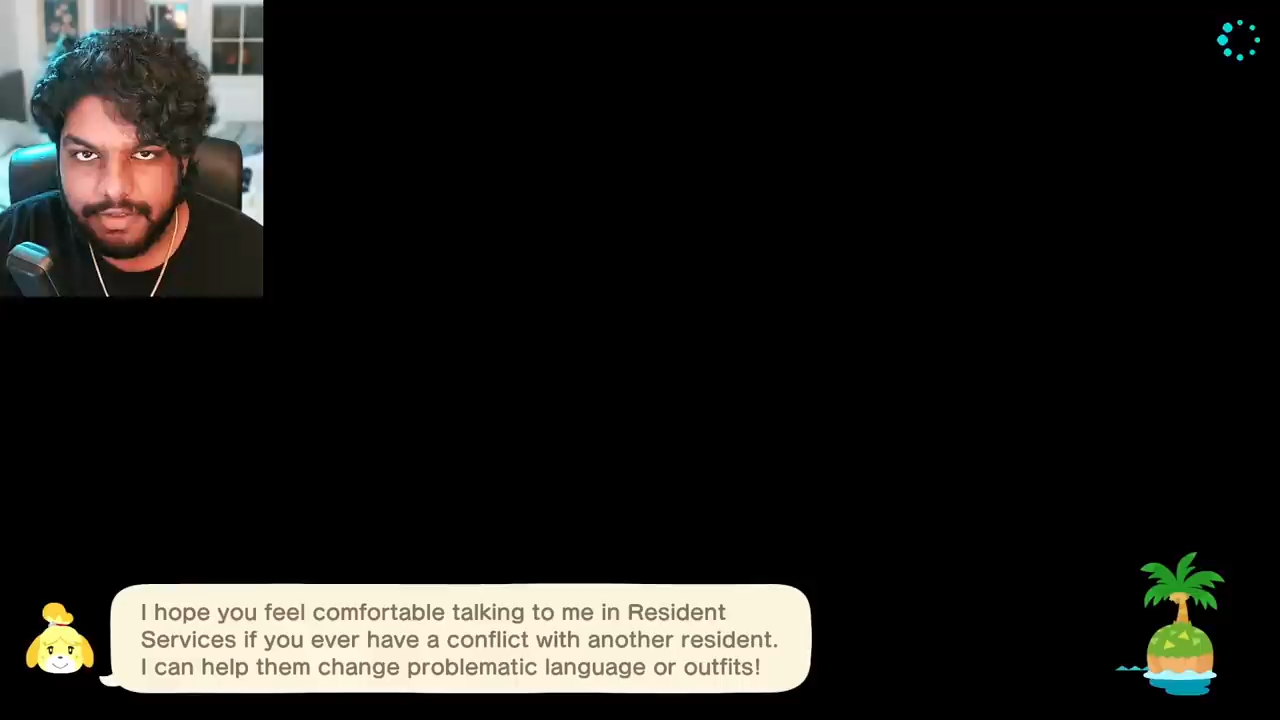 I hope you feel comfortable talking to me in Resident
Services if you ever have a conflict with another resident.
I can help them change problematic language or outfits!